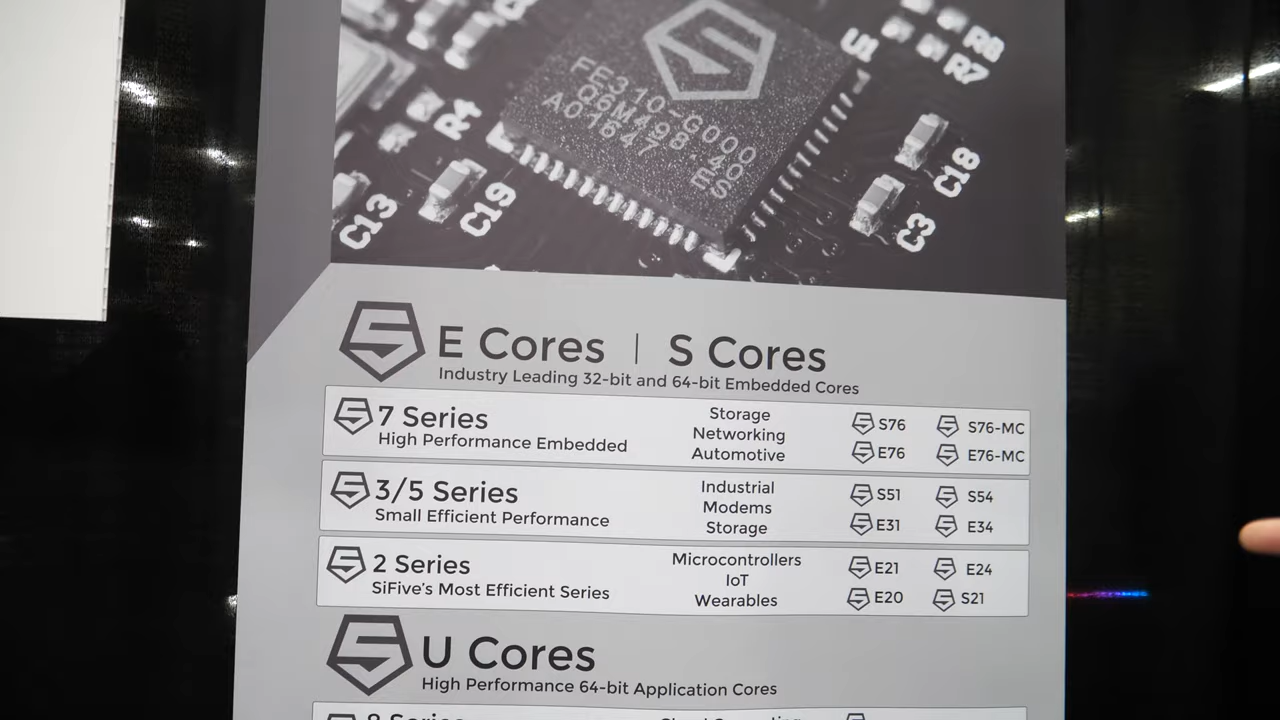 R8
U1
R7
FE310-G000
Q6M498.40
A01647
ES
R4
C18
C13
C19
C3
E Cores | S Cores
Industry Leading 32-bit and 64-bit Embedded Cores
7 Series
High Performance Embedded
Storage
Networking
Automotive
S76
S76-MC
E76
E76-MC
3/5 Series
Small Efficient Performance
Industrial
Modems
Storage
S51
S54
E31
E34
2 Series
SiFive's Most Efficient Series
Microcontrollers
IoT
Wearables
E21
E24
E20
S21
U Cores
High Performance 64-bit Application Cores
8 Series